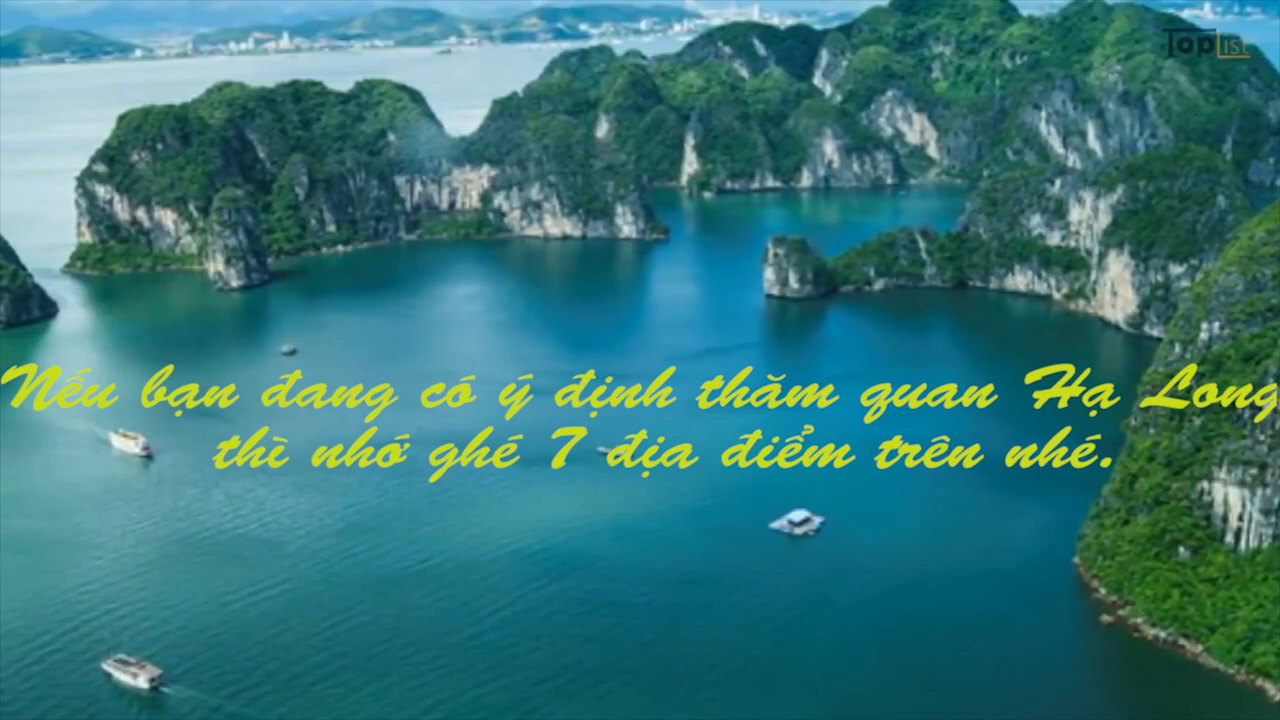 TopList
Nếu bạn đang có ý định thăm quan Hạ Long
thì nhớ ghé 7 địa điểm trên nhé.